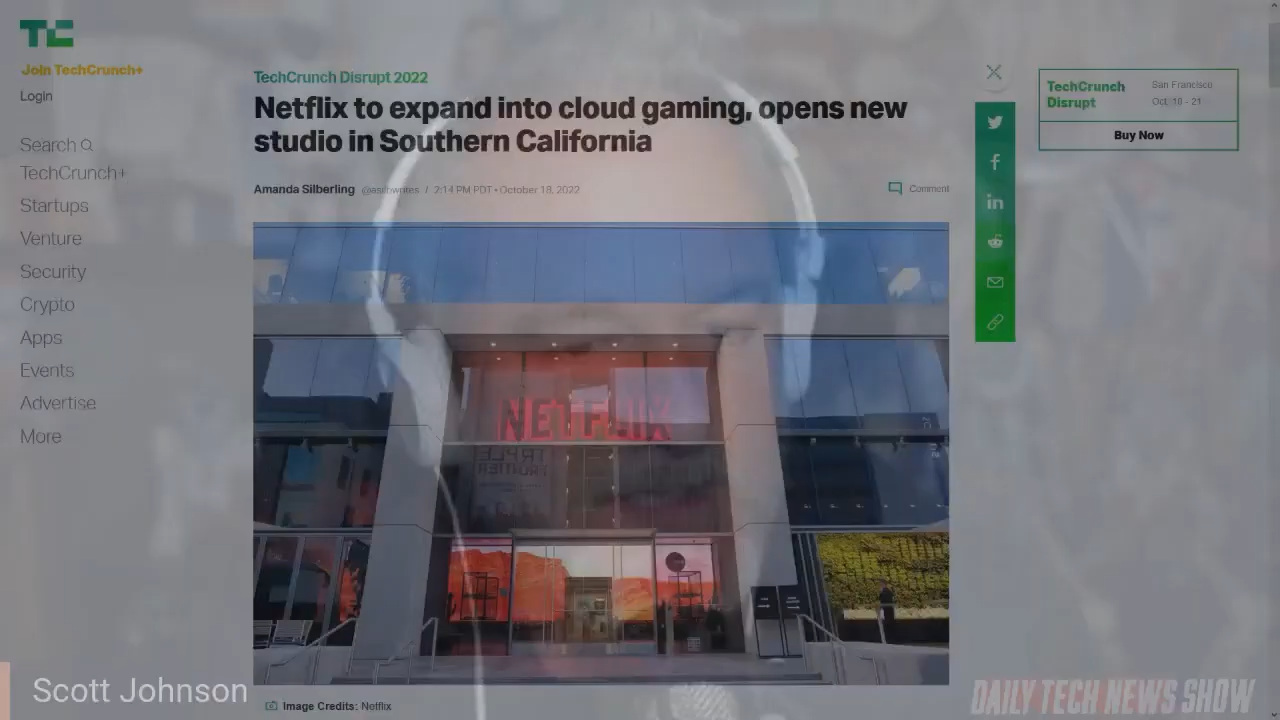 TC
Join TechCrunch+
Login
Search
TechCrunch+
Startups
Venture
Security
Crypto
Apps
Events
Advertise
More
TechCrunch Disrupt 2022
Netflix to expand into cloud gaming, opens new
studio in Southern California
Amanda Silberling @asilbwrites / 2:14 PM PDT • October 18, 2022
Comment
NETFLIX
TRIPLE
FRONTIER
Image Credits: Netflix
TechCrunch
Disrupt
San Francisco
Oct. 18 - 21
Buy Now
Scott Johnson
DAILY TECH NEWS SHOW